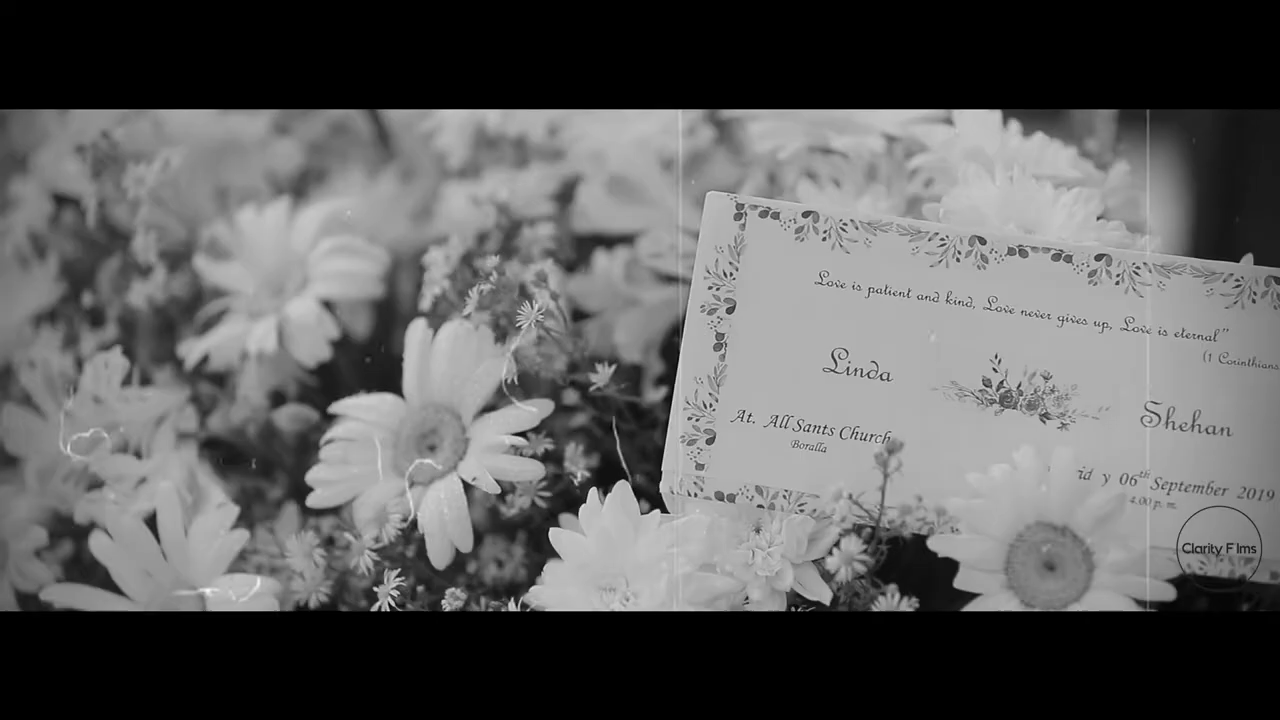 Love is patient and kind, Love never gives up, Love is eternal"
(1 Corinthians
Linda
Shehan
At. All Sants Church
Boralla
06th September 2019
4.00 p. m.
Clarity F lms